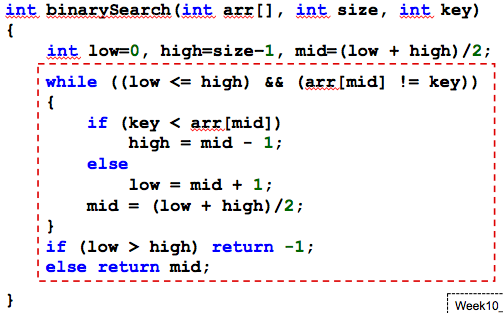 int binarySearch(int arr[], int size, int key)
{
int low=0, high=size-1, mid=(low + high)/2;
while ((low <= high) && (arr[mid] != key))
{
if (key < arr[mid])
high = mid - 1;
else
low = mid + 1;
mid = (low + high)/2;
}
if (low > high) return -1;
else return mid;
}
Week10_